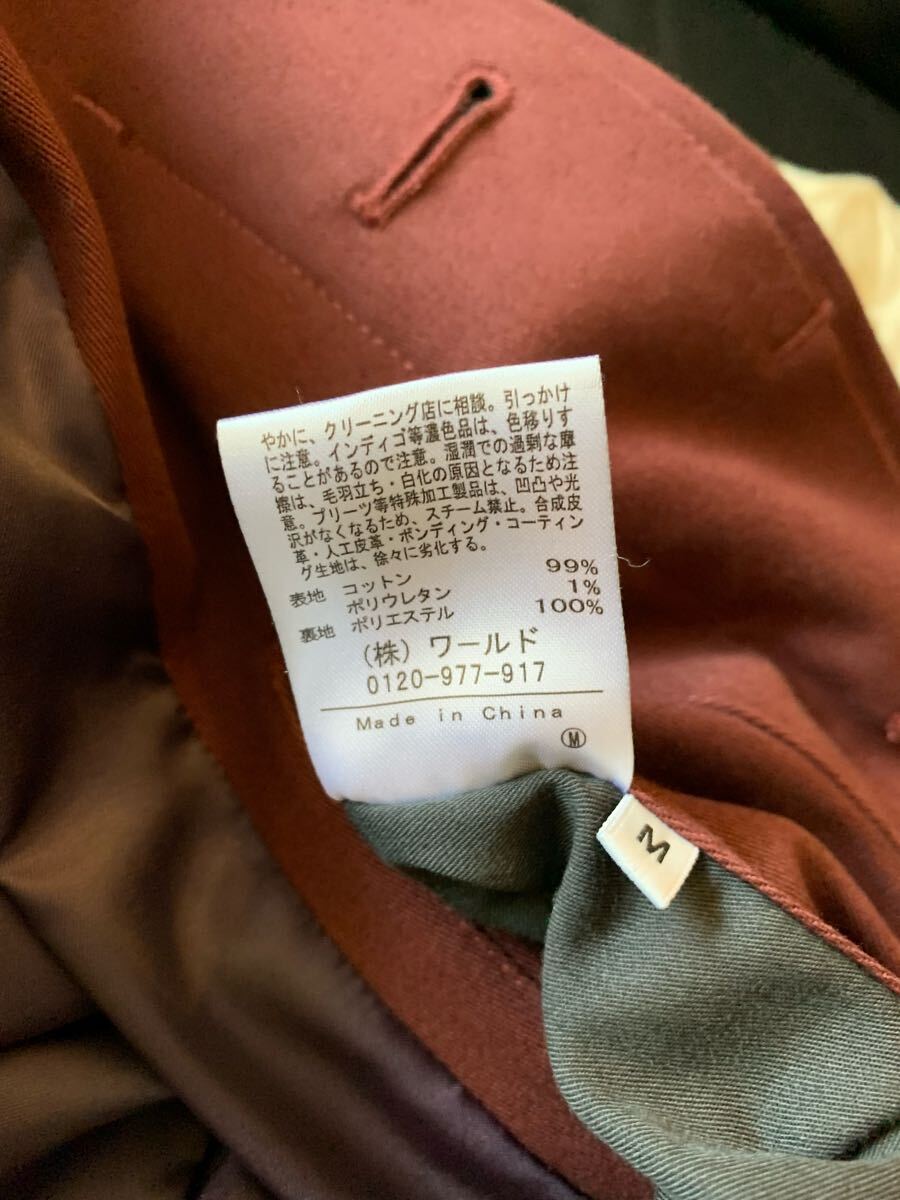 やかに、クリーニング店に相談。引っかけ
に注意。インディゴ等濃色品は、色移りす
ることがあるので注意。湿潤での過剰な摩
擦は、毛羽立ち・白化の原因となるため注
意。プリーツ等特殊加工製品は、凹凸や光
沢がなくなるため、スチーム禁止。合成皮
革・人工皮革・ボンディング・コーティン
グ生地は、徐々に劣化する。
表地 コットン 99%
ポリウレタン 1%
裏地 ポリエステル 100%
(株) ワールド
0120-977-917
Made in China
Ⓜ
M